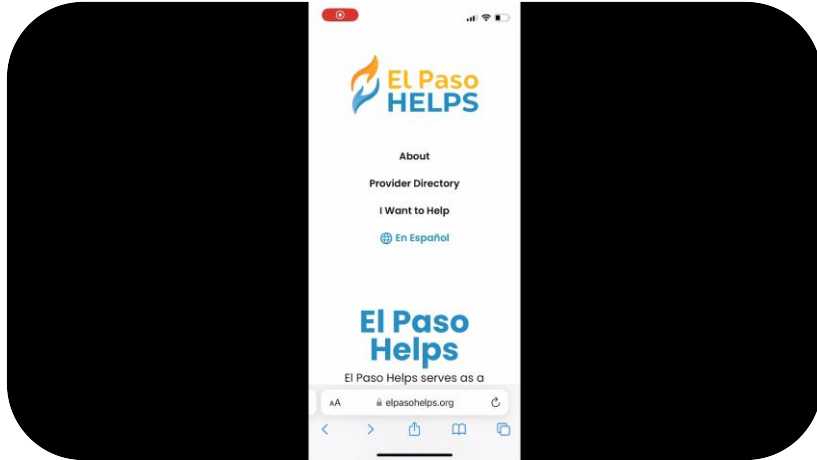 El Paso
HELPS
About
Provider Directory
I Want to Help
En Español
El Paso
Helps
El Paso Helps serves as a
AA
elpasohelps.org